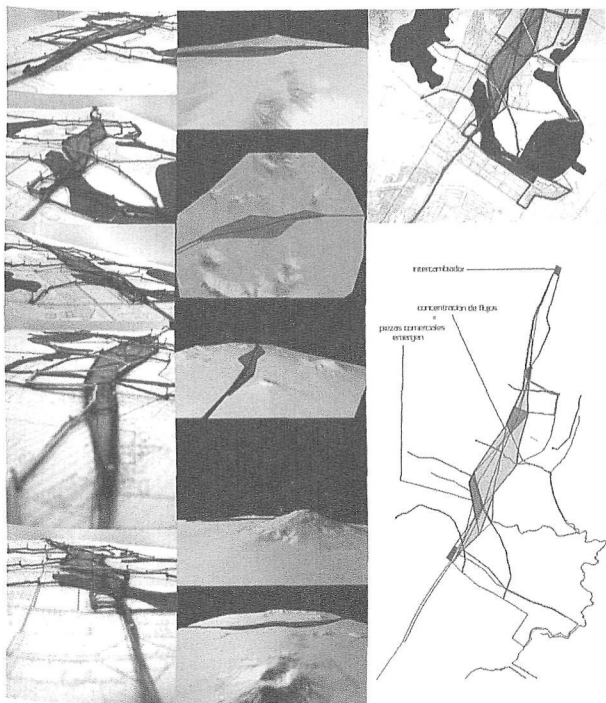 intercambiador
concentracion de flujos
=
piezas comerciales
emergen